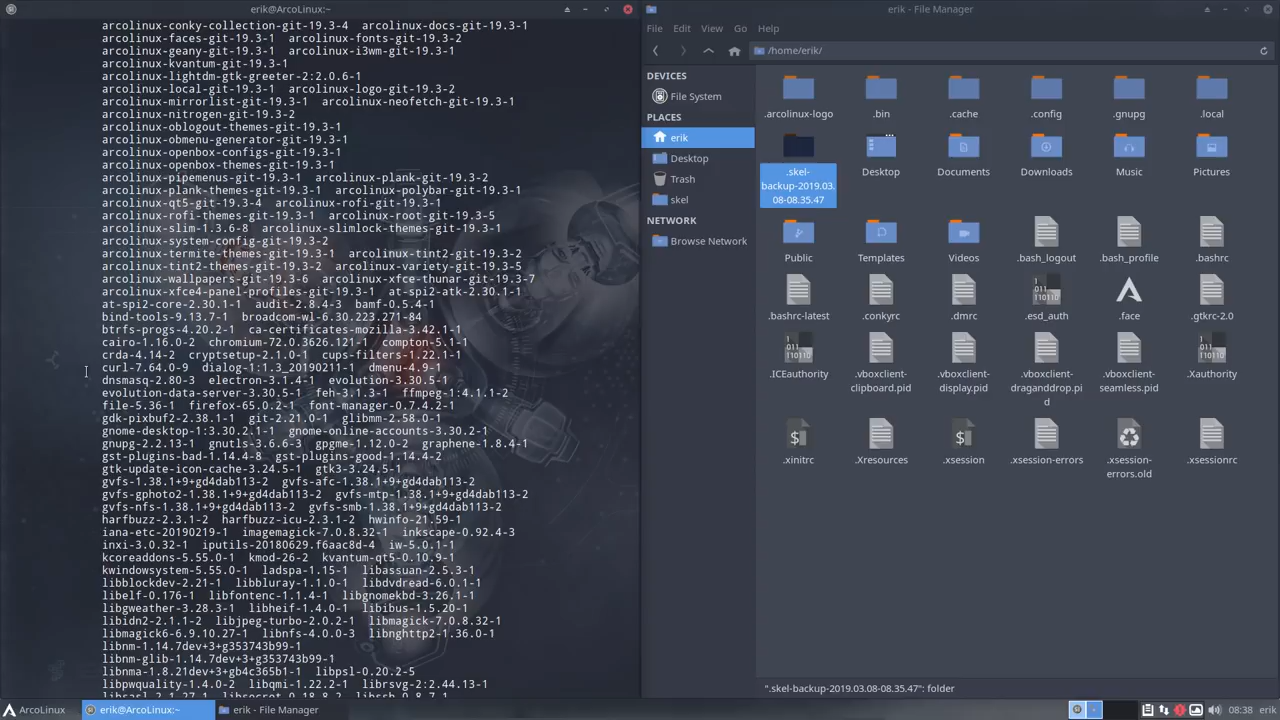 erik@ArcoLinux:~
arcolinux-conky-collection-git-19.3-4 arcolinux-docs-git-19.3-1
arcolinux-faces-git-19.3-1 arcolinux-fonts-git-19.3-2
arcolinux-geany-git-19.3-1 arcolinux-i3wm-git-19.3-1
arcolinux-kvantum-git-19.3-1
arcolinux-lightdm-gtk-greeter-2:2.0.6-1
arcolinux-local-git-19.3-1 arcolinux-logo-git-19.3-2
arcolinux-mirrorlist-git-19.3-1 arcolinux-neofetch-git-19.3-1
arcolinux-nitrogen-git-19.3-2
arcolinux-oblogout-themes-git-19.3-1
arcolinux-obmenu-generator-git-19.3-1
arcolinux-openbox-configs-git-19.3-1
arcolinux-openbox-themes-git-19.3-1
arcolinux-pipemenus-git-19.3-1 arcolinux-plank-git-19.3-2
arcolinux-plank-themes-git-19.3-1 arcolinux-polybar-git-19.3-1
arcolinux-qt5-git-19.3-4 arcolinux-rofi-git-19.3-1
arcolinux-rofi-themes-git-19.3-1 arcolinux-root-git-19.3-5
arcolinux-slim-1.3.6-8 arcolinux-slimlock-themes-git-19.3-1
arcolinux-system-config-git-19.3-2
arcolinux-termite-themes-git-19.3-1 arcolinux-tint2-git-19.3-2
arcolinux-tint2-themes-git-19.3-2 arcolinux-variety-git-19.3-5
arcolinux-wallpapers-git-19.3-6 arcolinux-xfce-thunar-git-19.3-7
arcolinux-xfce4-panel-profiles-git-19.3-1 at-spi2-atk-2.30.1-1
at-spi2-core-2.30.1-1 audit-2.8.4-3 bamf-0.5.4-1
bind-tools-9.13.7-1 broadcom-wl-6.30.223.271-84
btrfs-progs-4.20.2-1 ca-certificates-mozilla-3.42.1-1
cairo-1.16.0-2 chromium-72.0.3626.121-1 compton-5.1-1
crda-4.14-2 cryptsetup-2.1.0-1 cups-filters-1.22.1-1
curl-7.64.0-9 dialog-1:1.3_20190211-1 dmenu-4.9-1
dnsmasq-2.80-3 electron-3.1.4-1 evolution-3.30.5-1
evolution-data-server-3.30.5-1 feh-3.1.3-1 ffmpeg-1:4.1.1-2
file-5.36-1 firefox-65.0.2-1 font-manager-0.7.4.2-1
gdk-pixbuf2-2.38.1-1 git-2.21.0-1 glibmm-2.58.0-1
gnome-desktop-1:3.30.2.1-1 gnome-online-accounts-3.30.2-1
gnupg-2.2.13-1 gnutls-3.6.6-3 gpgme-1.12.0-2 graphene-1.8.4-1
gst-plugins-bad-1.14.4-8 gst-plugins-good-1.14.4-2
gtk-update-icon-cache-3.24.5-1 gtk3-3.24.5-1
gvfs-1.38.1+9+gd4dab113-2 gvfs-afc-1.38.1+9+gd4dab113-2
gvfs-gphoto2-1.38.1+9+gd4dab113-2 gvfs-mtp-1.38.1+9+gd4dab113-2
gvfs-nfs-1.38.1+9+gd4dab113-2 gvfs-smb-1.38.1+9+gd4dab113-2
harfbuzz-2.3.1-2 harfbuzz-icu-2.3.1-2 hwinfo-21.59-1
iana-etc-20190219-1 imagemagick-7.0.8.32-1 inkscape-0.92.4-3
inxi-3.0.32-1 iputils-20180629.f6aac8d-4 iw-5.0.1-1
kcoreaddons-5.55.0-1 kmod-26-2 kvantum-qt5-0.10.9-1
kwindowsystem-5.55.0-1 ladspa-1.15-1 libassuan-2.5.3-1
libblockdev-2.21-1 libbluray-1.1.0-1 libdvdread-6.0.1-1
libelf-0.176-1 libfontenc-1.1.4-1 libgnomekbd-3.26.1-1
libgweather-3.28.3-1 libheif-1.4.0-1 libibus-1.5.20-1
libidn2-2.1.1-2 libjpeg-turbo-2.0.2-1 libmagick-7.0.8.32-1
libmagick6-6.9.10.27-1 libnfs-4.0.0-3 libnghttp2-1.36.0-1
libnm-1.14.7dev+3+g353743b99-1
libnm-glib-1.14.7dev+3+g353743b99-1
libnma-1.8.21dev+3+gb4c365b1-1 libpsl-0.20.2-5
libpwquality-1.4.0-2 libqmi-1.22.2-1 librsvg-2:2.44.13-1
erik - File Manager
File Edit View Go Help
/home/erik/
DEVICES
File System
PLACES
erik
Desktop
Trash
skel
NETWORK
Browse Network
.arcolinux-logo .bin .cache .config .gnupg .local
.skel-backup-2019.03.08-08.35.47 Desktop Documents Downloads Music Pictures
Public Templates Videos .bash_logout .bash_profile .bashrc
.bashrc-latest .conkyrc .dmrc .esd_auth .face .gtkrc-2.0
.ICEauthority .vboxclient-clipboard.pid .vboxclient-display.pid .vboxclient-draganddrop.pid .vboxclient-seamless.pid .Xauthority
.xinitrc .Xresources .xsession .xsession-errors .xsession-errors.old .xsessionrc
".skel-backup-2019.03.08-08.35.47": folder
ArcoLinux erik@ArcoLinux:~ erik - File Manager 08:38 erik